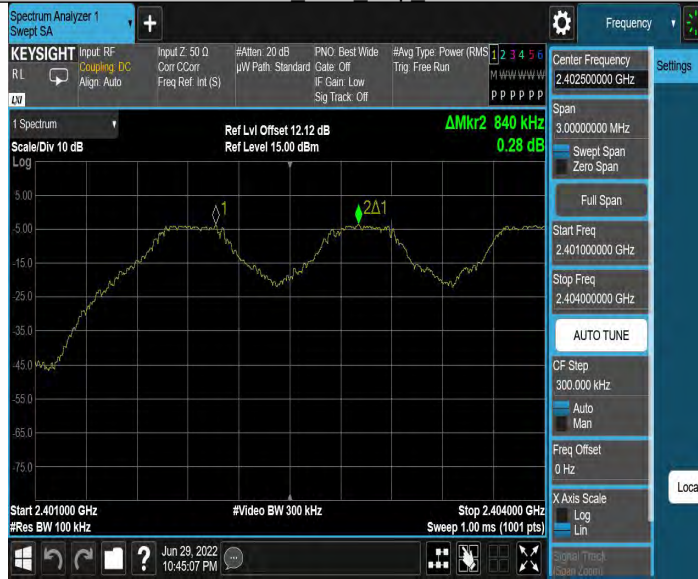 Spectrum Analyzer 1
Swept SA
+
Frequency
KEYSIGHT
RL
LXI
Input: RF
Coupling: DC
Align: Auto
Input Z: 50 Ω
Corr CCorr
Freq Ref: Int (S)
#Atten: 20 dB
µW Path: Standard
PNO: Best Wide
Gate: Off
IF Gain: Low
Sig Track: Off
#Avg Type: Power (RMS
Trig: Free Run
1 2 3 4 5 6
M W W W W W
P P P P P P
Center Frequency
2.402500000 GHz
Settings
1 Spectrum
Scale/Div 10 dB
Ref Lvl Offset 12.12 dB
Ref Level 15.00 dBm
ΔMkr2 840 kHz
0.28 dB
Log
5.00
-5.00
-15.0
-25.0
-35.0
-45.0
-55.0
-65.0
-75.0
1
2Δ1
Span
3.00000000 MHz
Swept Span
Zero Span
Full Span
Start Freq
2.401000000 GHz
Stop Freq
2.404000000 GHz
AUTO TUNE
CF Step
300.000 kHz
Auto
Man
Freq Offset
0 Hz
X Axis Scale
Log
Lin
Signal Track
(Span Zoom)
Loca
Start 2.401000 GHz
#Res BW 100 kHz
#Video BW 300 kHz
Stop 2.404000 GHz
Sweep 1.00 ms (1001 pts)
?
Jun 29, 2022
10:45:07 PM